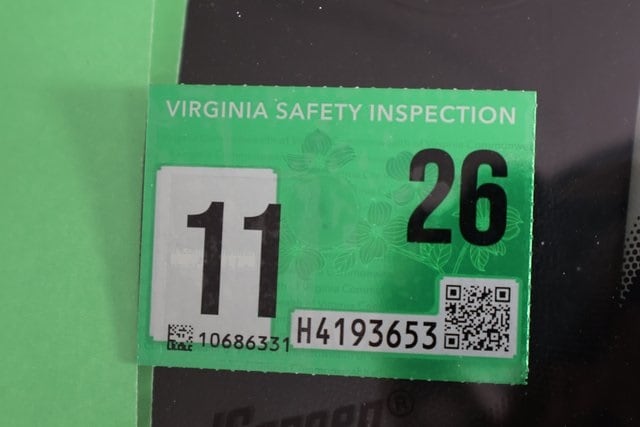 VIRGINIA SAFETY INSPECTION
11
26
10686331
H4193653